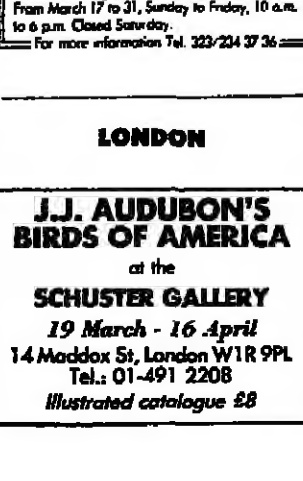 From March 17 to 31, Sunday to Friday, 10 a.m.
to 6 p.m. Closed Saturday.
For more information Tel. 323/234 37 36
LONDON
J.J. AUDUBON'S
BIRDS OF AMERICA
at the
SCHUSTER GALLERY
19 March - 16 April
14 Maddox St, London W1R 9PL
Tel.: 01-491 2208
Illustrated catalogue £8